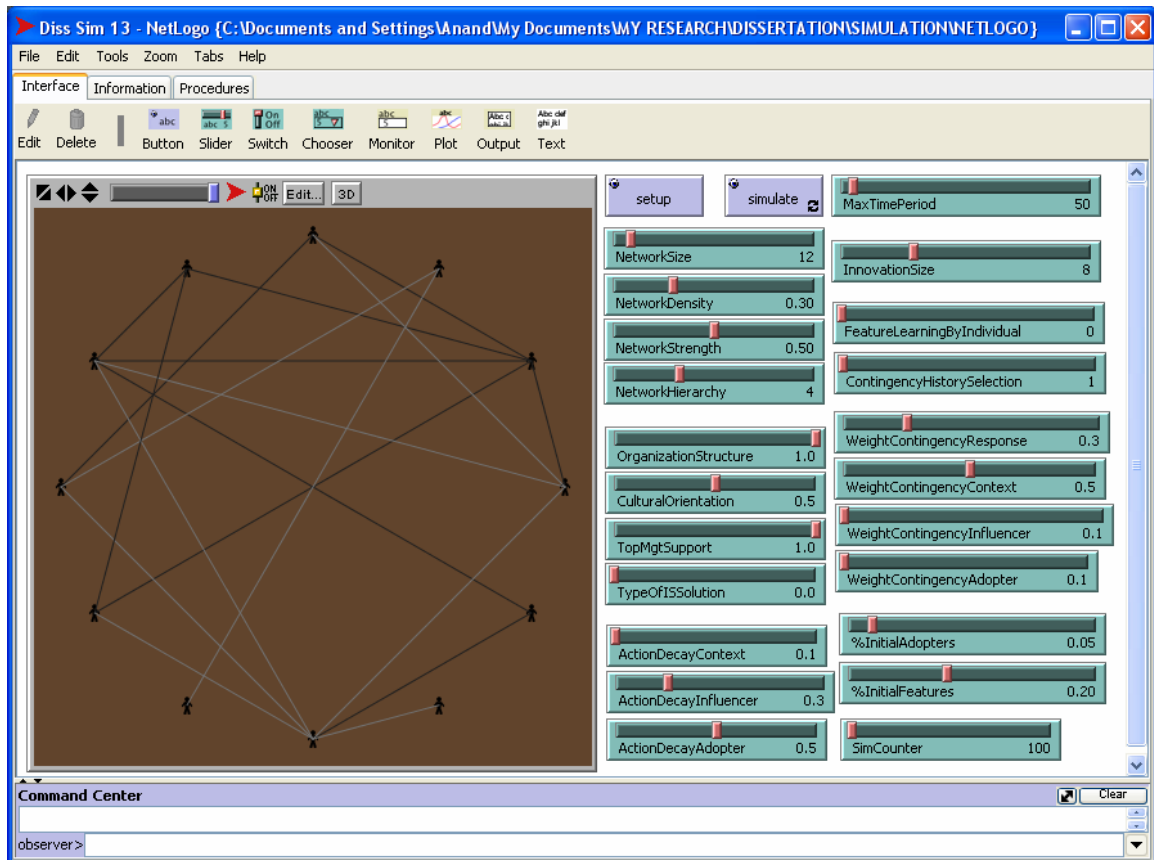 Diss Sim 13 - NetLogo {C:\Documents and Settings\Anand\My Documents\MY RESEARCH\DISSERTATION\SIMULATION\NETLOGO}
File Edit Tools Zoom Tabs Help
Interface Information Procedures
Edit Delete Button Slider Switch Chooser Monitor Plot Output Text
ON OFF Edit... 3D
setup simulate
MaxTimePeriod 50
NetworkSize 12
InnovationSize 8
NetworkDensity 0.30
NetworkStrength 0.50
FeatureLearningByIndividual 0
NetworkHierarchy 4
ContingencyHistorySelection 1
OrganizationStructure 1.0
WeightContingencyResponse 0.3
CulturalOrientation 0.5
WeightContingencyContext 0.5
TopMgtSupport 1.0
WeightContingencyInfluencer 0.1
TypeOfISSolution 0.0
WeightContingencyAdopter 0.1
ActionDecayContext 0.1
%InitialAdopters 0.05
ActionDecayInfluencer 0.3
%InitialFeatures 0.20
ActionDecayAdopter 0.5
SimCounter 100
Command Center Clear
observer>